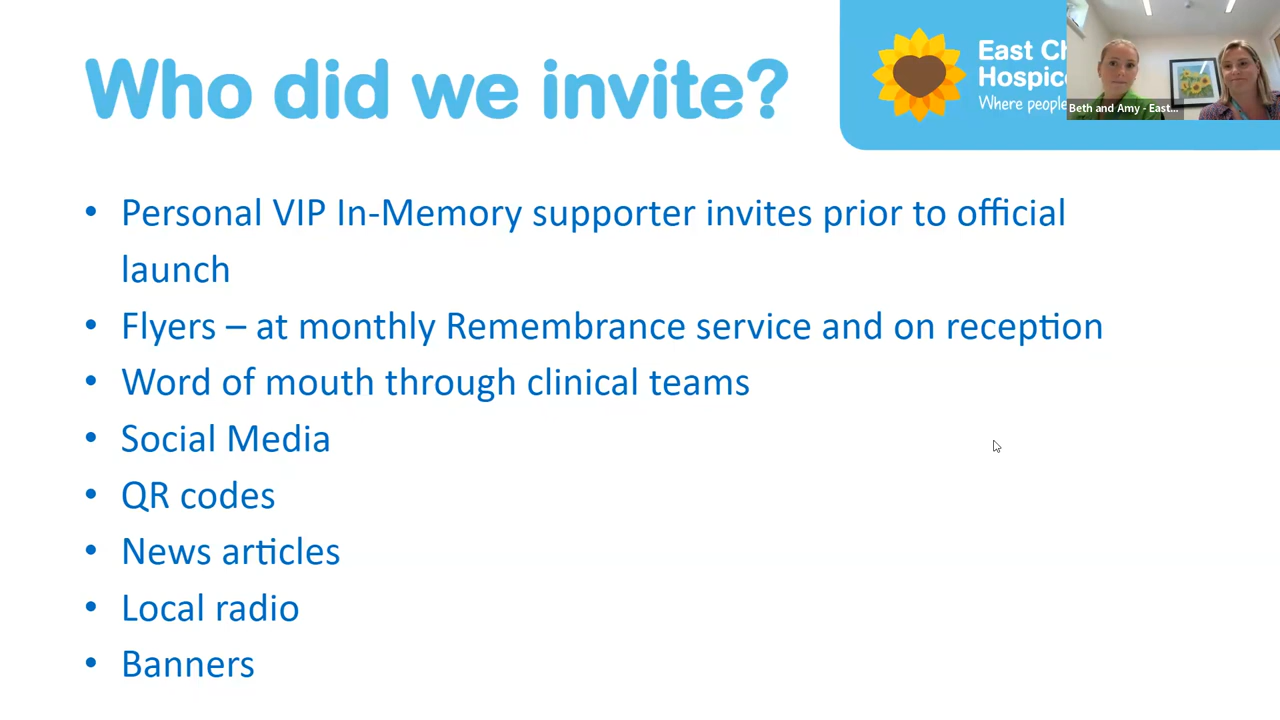 Who did we invite?
East Ch
Hospice
Where people
Beth and Amy - East...
• Personal VIP In-Memory supporter invites prior to official
launch
• Flyers – at monthly Remembrance service and on reception
• Word of mouth through clinical teams
• Social Media
• QR codes
• News articles
• Local radio
• Banners